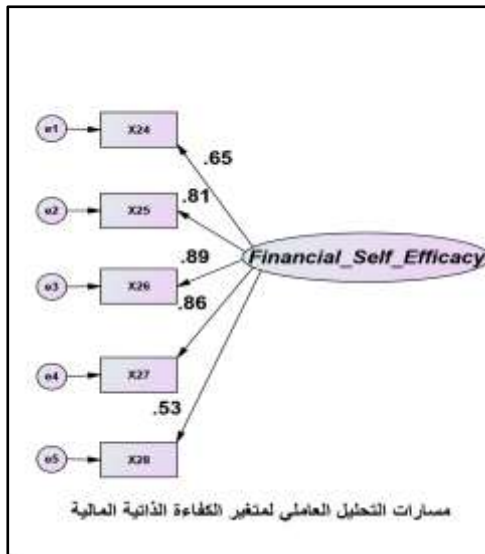 e1
X24
.65
e2
X25
.81
Financial_Self_Efficacy
e3
X26
.89
.86
e4
X27
.53
e5
X28
مسارات التحليل العاملي لمتغير الكفاءة الذاتية المالية